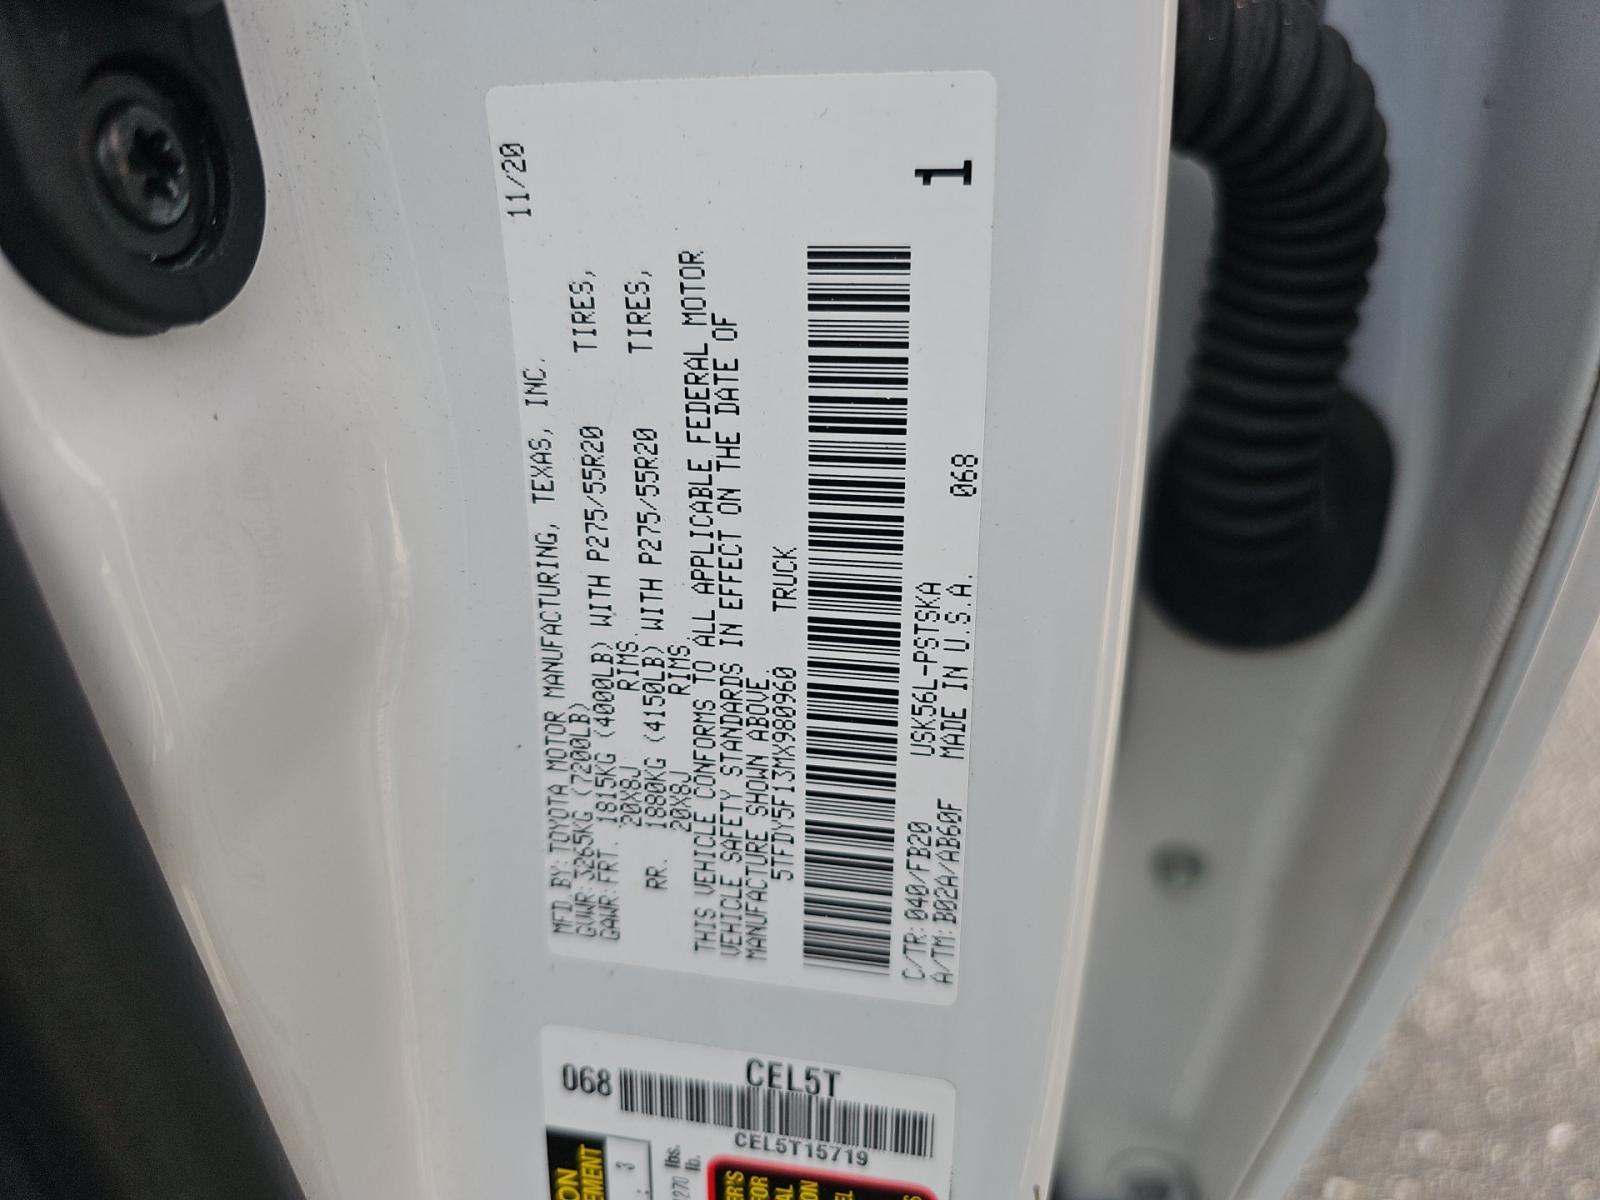 11/20
MFD BY: TOYOTA MOTOR MANUFACTURING, TEXAS, INC.
GVWR: 3265KG (7200LB)
GAWR: FRT. 1815KG (4000LB) WITH P275/55R20 TIRES,
20X8J RIMS.
RR. 1880KG (4150LB) WITH P275/55R20 TIRES,
20X8J RIMS
THIS VEHICLE CONFORMS TO ALL APPLICABLE FEDERAL MOTOR
VEHICLE SAFETY STANDARDS IN EFFECT ON THE DATE OF
MANUFACTURE SHOWN ABOVE.
5TFDY5F13MX980960 TRUCK
C/TR: 040/FB20 USK56L-PSTSKA
A/TM: B02A/AB60F MADE IN U.S.A. 068
1
068
CEL5T
CEL5T15719
3
lbs.
lb.